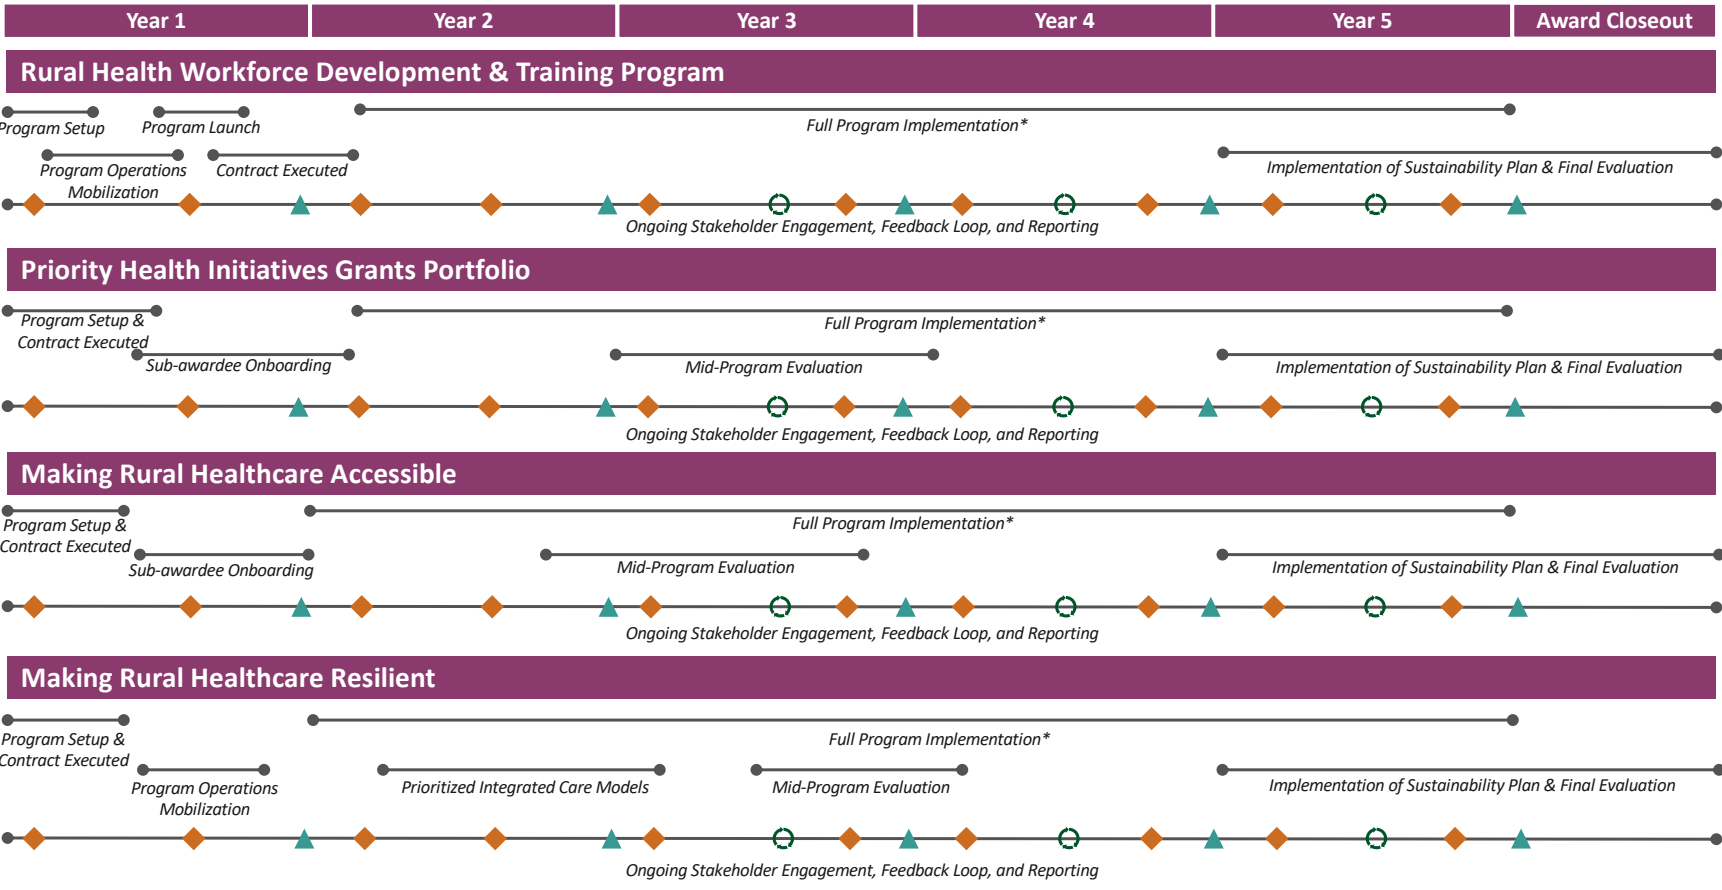 Year 1
Year 2
Year 3
Year 4
Year 5
Award Closeout
Rural Health Workforce Development & Training Program
Program Setup
Program Launch
Full Program Implementation*
Program Operations
Mobilization
Contract Executed
Implementation of Sustainability Plan & Final Evaluation
Ongoing Stakeholder Engagement, Feedback Loop, and Reporting
Priority Health Initiatives Grants Portfolio
Program Setup &
Contract Executed
Full Program Implementation*
Sub-awardee Onboarding
Mid-Program Evaluation
Implementation of Sustainability Plan & Final Evaluation
Ongoing Stakeholder Engagement, Feedback Loop, and Reporting
Making Rural Healthcare Accessible
Program Setup &
Contract Executed
Full Program Implementation*
Sub-awardee Onboarding
Mid-Program Evaluation
Implementation of Sustainability Plan & Final Evaluation
Ongoing Stakeholder Engagement, Feedback Loop, and Reporting
Making Rural Healthcare Resilient
Program Setup &
Contract Executed
Full Program Implementation*
Program Operations
Mobilization
Prioritized Integrated Care Models
Mid-Program Evaluation
Implementation of Sustainability Plan & Final Evaluation
Ongoing Stakeholder Engagement, Feedback Loop, and Reporting